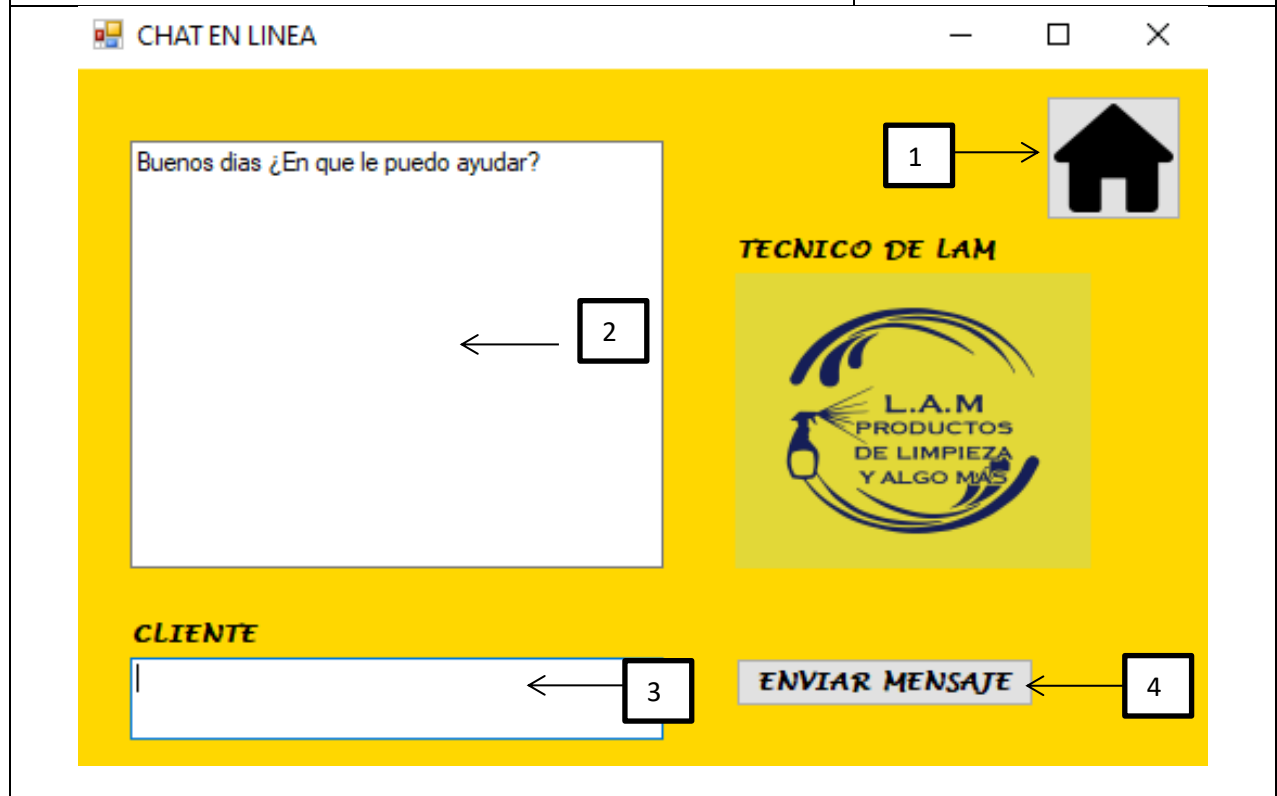 CHAT EN LINEA
Buenos dias ¿En que le puedo ayudar?
1
TECNICO DE LAM
2
L.A.M
PRODUCTOS
DE LIMPIEZA
Y ALGO MÁS
CLIENTE
3
ENVIAR MENSAJE
4